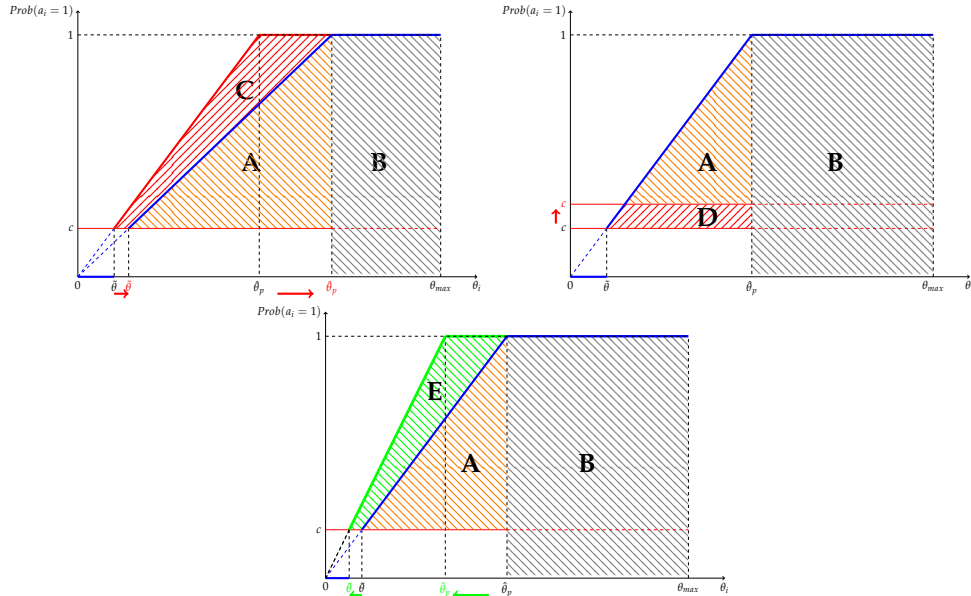 Prob(a_i = 1)
1
C
A
B
c
0
θ̃
θ̃
θ̂_p
θ̂_p
θ_max
θ_i
Prob(a_i = 1)
1
A
B
c
D
c
0
θ̃
θ̂_p
θ_max
θ
Prob(a_i = 1)
1
E
A
B
c
0
θ̃
θ̃
θ̂_p
θ̂_p
θ_max
θ_i